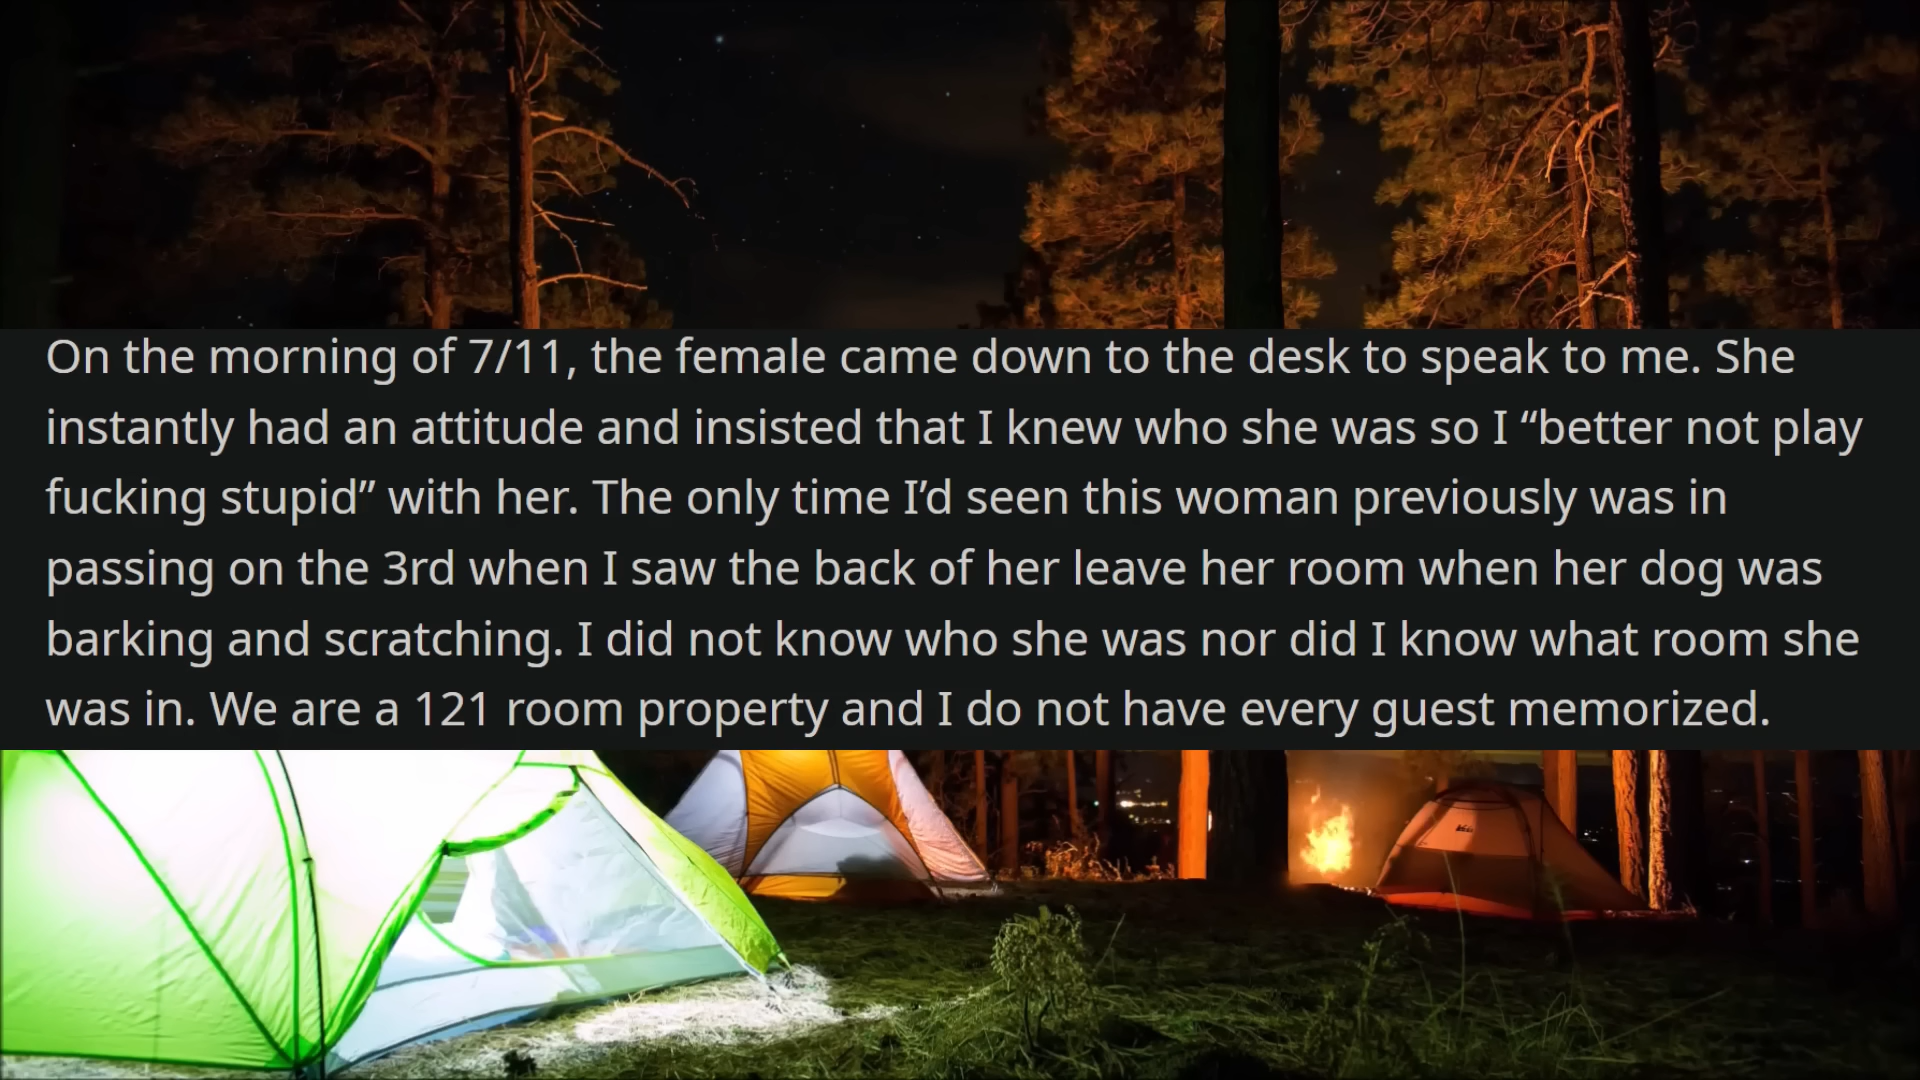 On the morning of 7/11, the female came down to the desk to speak to me. She
instantly had an attitude and insisted that I knew who she was so I “better not play
fucking stupid” with her. The only time I’d seen this woman previously was in
passing on the 3rd when I saw the back of her leave her room when her dog was
barking and scratching. I did not know who she was nor did I know what room she
was in. We are a 121 room property and I do not have every guest memorized.